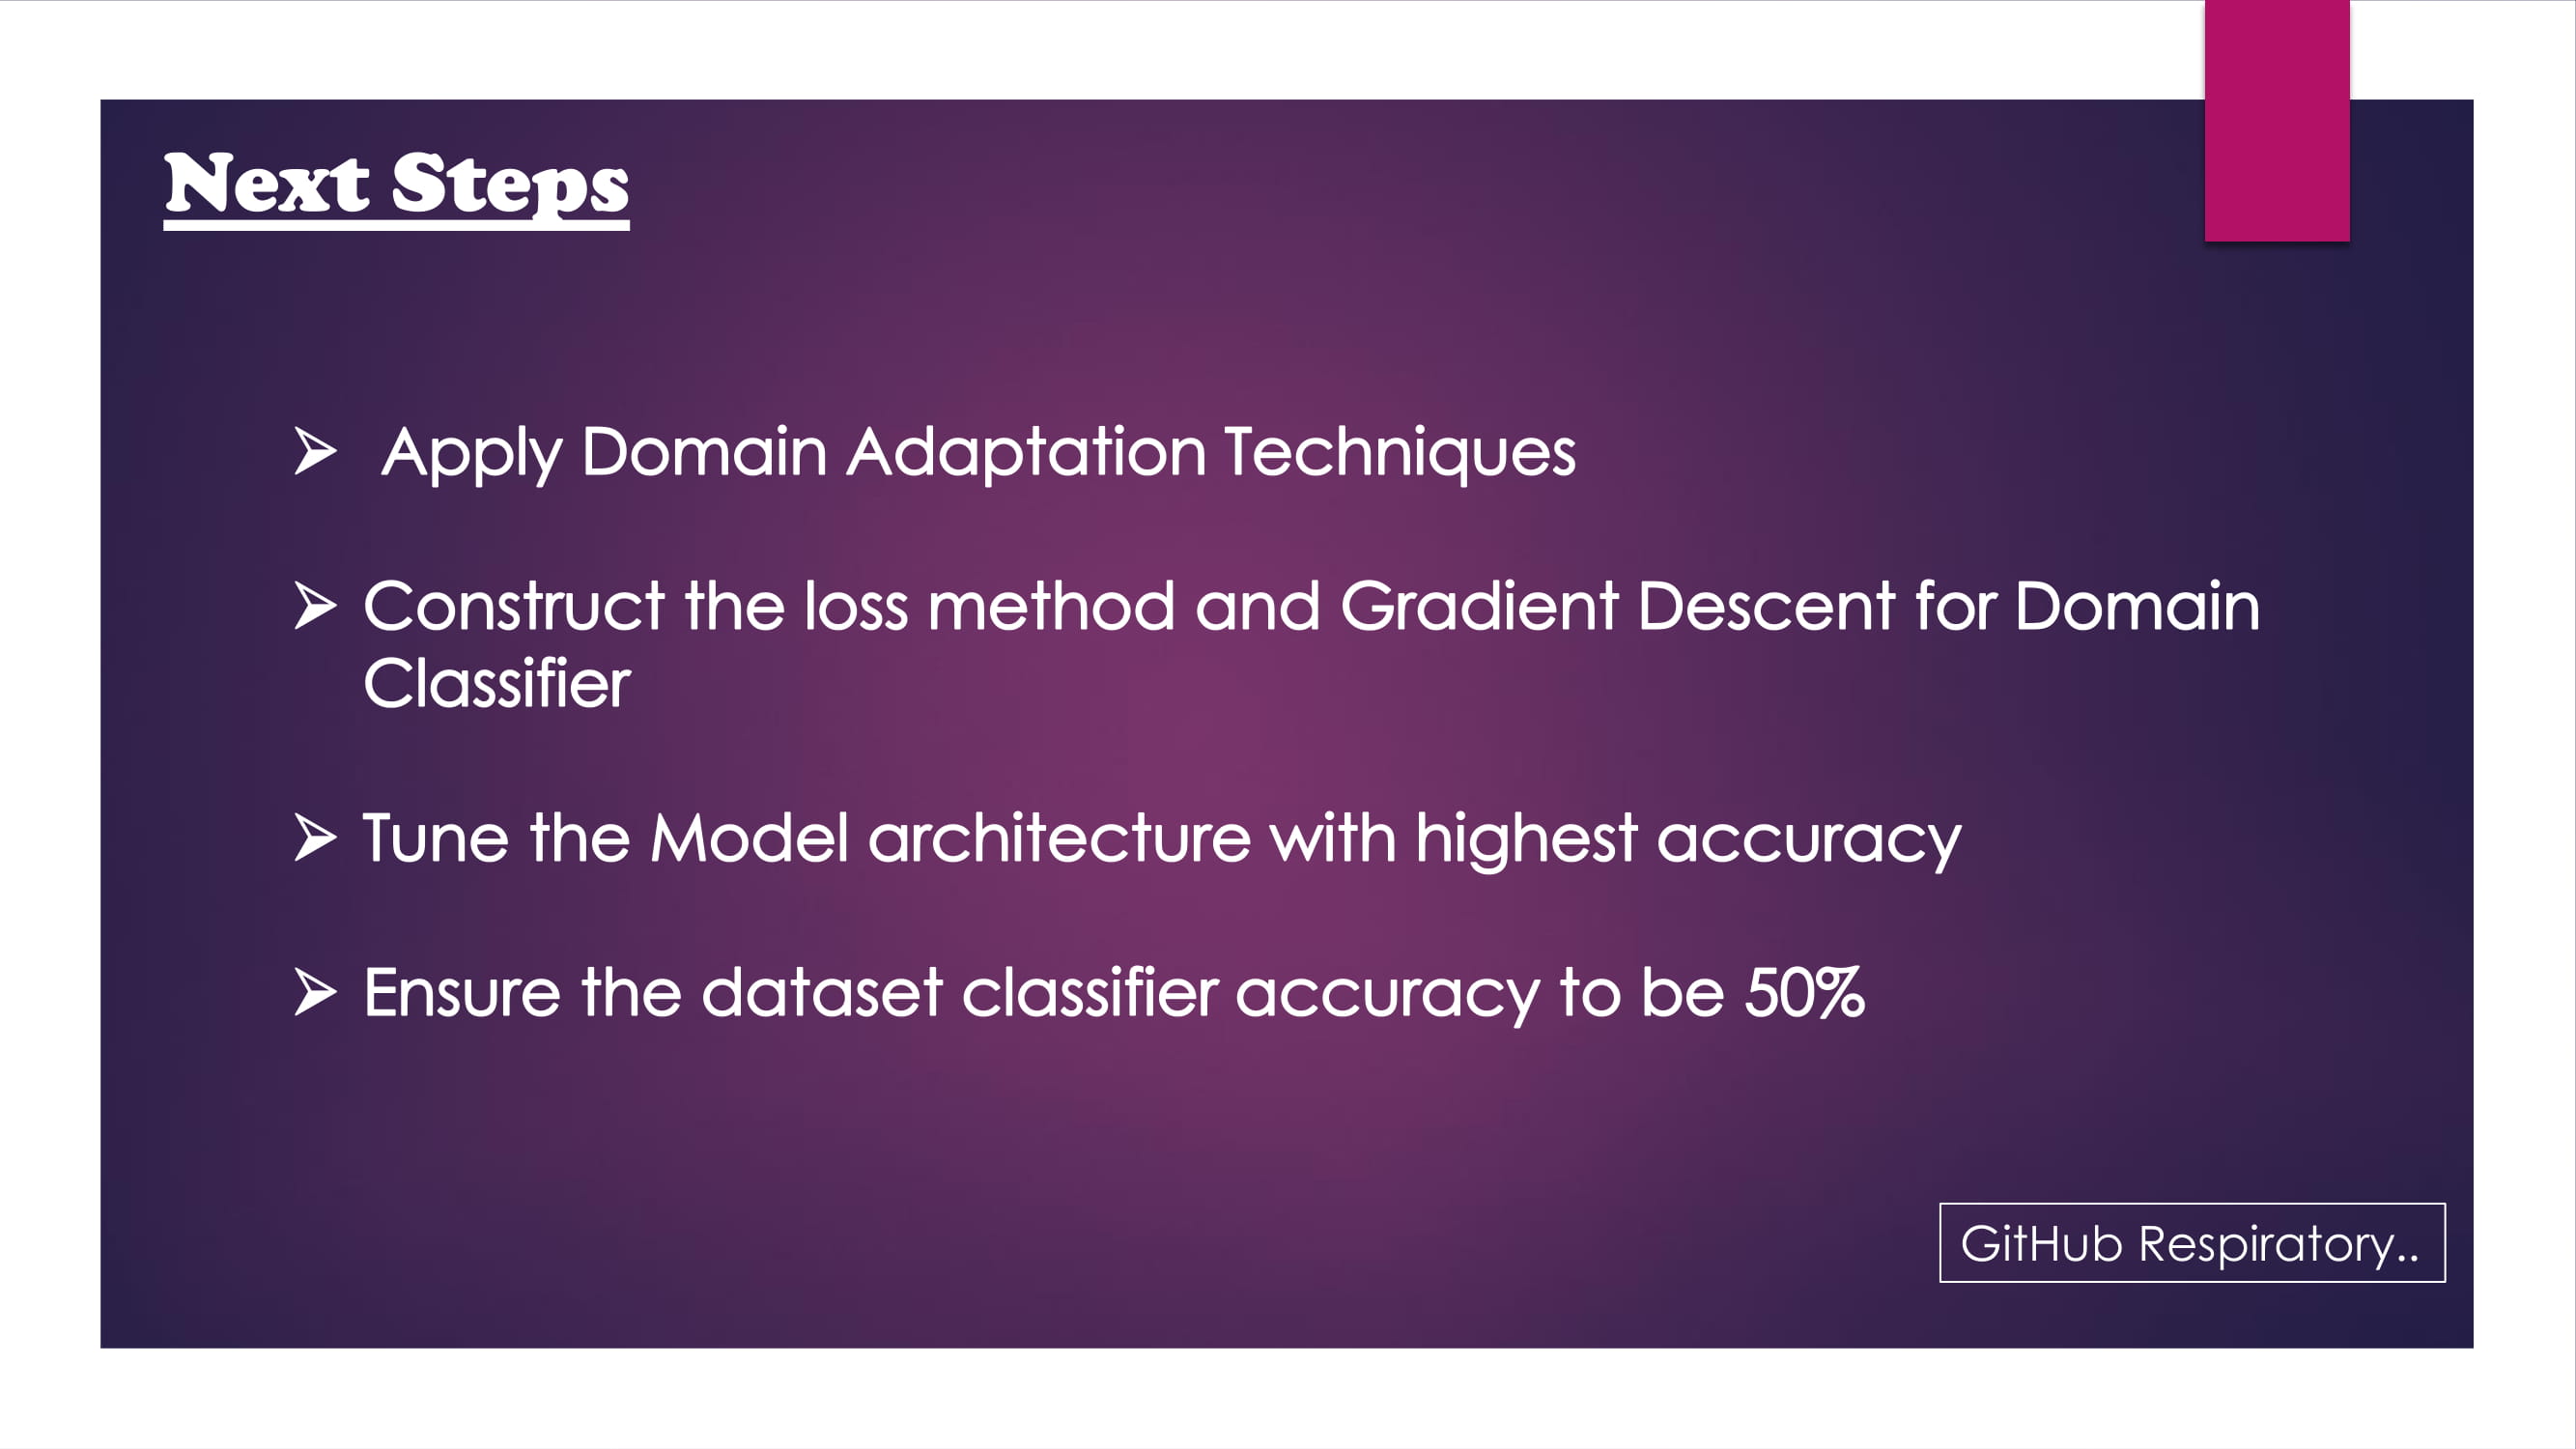 Next Steps
➢ Apply Domain Adaptation Techniques
➢ Construct the loss method and Gradient Descent for Domain
Classifier
➢ Tune the Model architecture with highest accuracy
➢ Ensure the dataset classifier accuracy to be 50%
GitHub Respiratory..